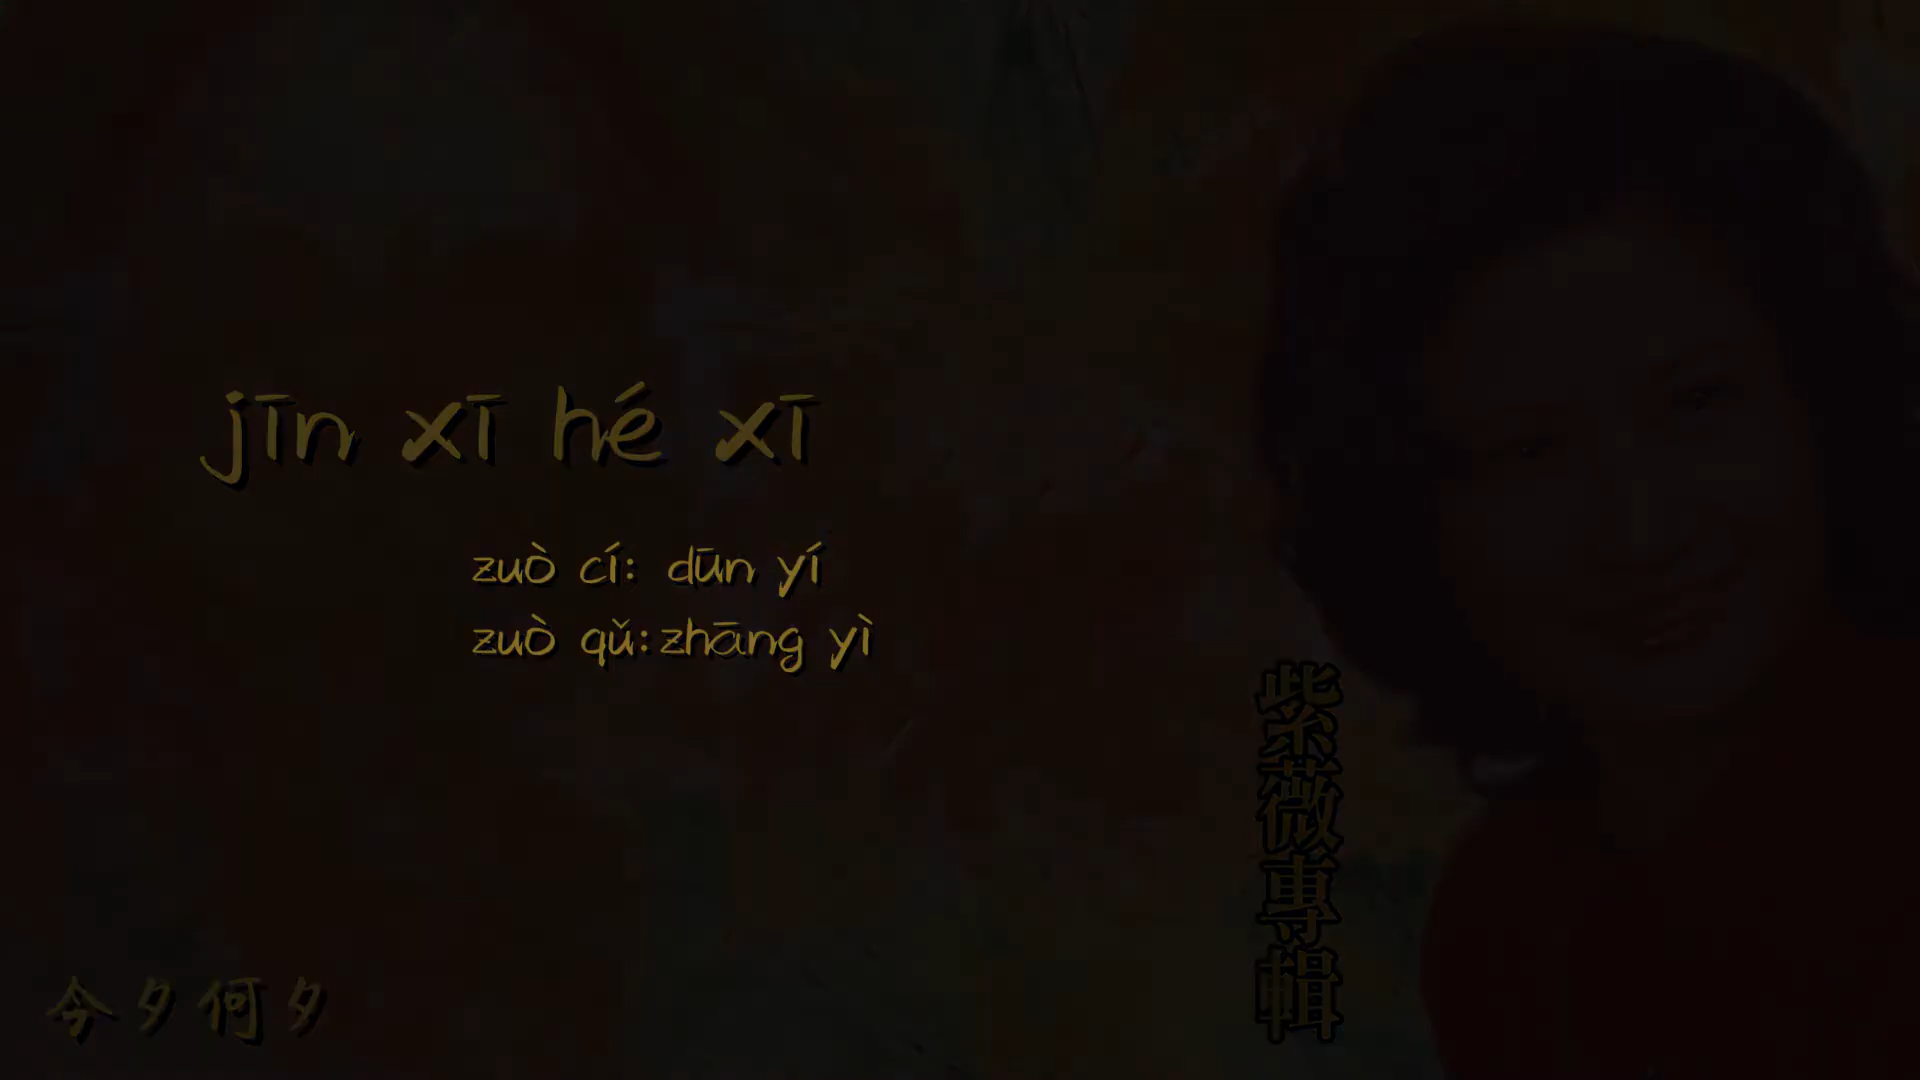 jīn xī hé xī
zuò cí: dūn yí
zuò qǔ:zhāng yì
紫薇專輯
今夕何夕